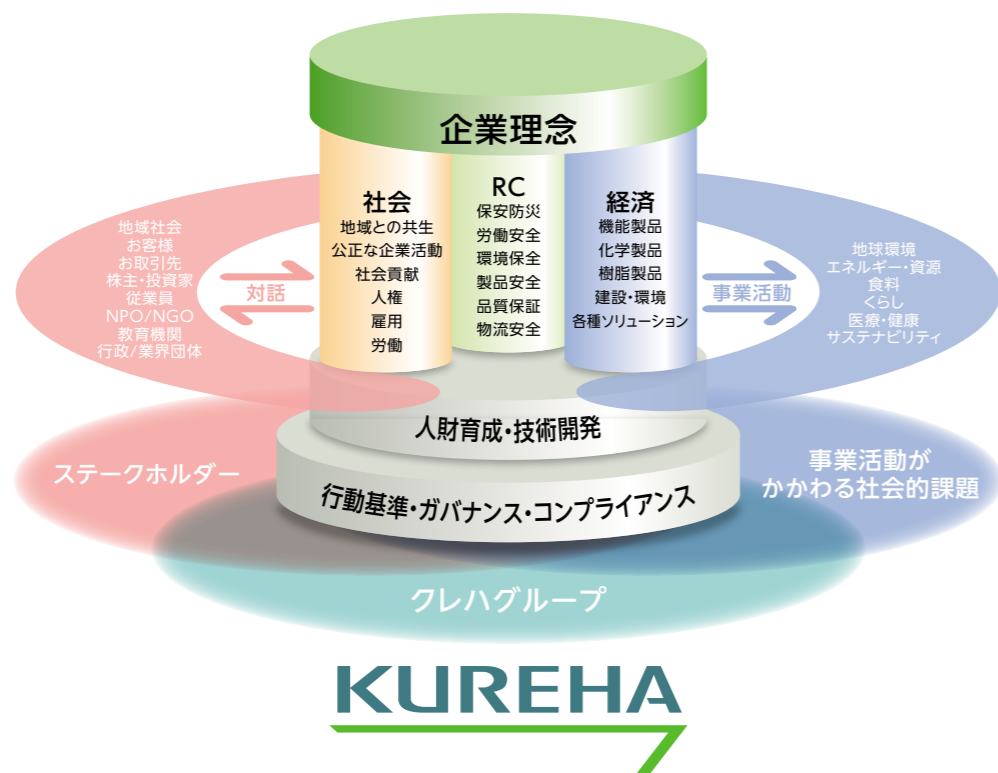 企業理念
社会
地域との共生
公正な企業活動
社会貢献
人権
雇用
労働
RC
保安防災
労働安全
環境保全
製品安全
品質保証
物流安全
経済
機能製品
化学製品
樹脂製品
建設・環境
各種ソリューション
地域社会
お客様
お取引先
株主・投資家
従業員
NPO/NGO
教育機関
行政/業界団体
対話
事業活動
地球環境
エネルギー・資源
食料
くらし
医療・健康
サステナビリティ
人財育成・技術開発
行動基準・ガバナンス・コンプライアンス
ステークホルダー
事業活動が
かかわる社会的課題
クレハグループ
KUREHA